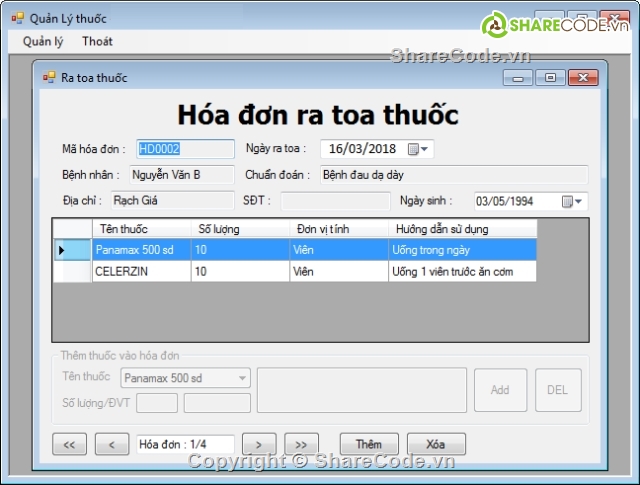 Quản Lý thuốc
SHARECODE.vn
Quản lý Thoát
ShareCode.vn
Ra toa thuốc
Hóa đơn ra toa thuốc
Mã hóa đơn : HD0002 Ngày ra toa : 16/03/2018
Bệnh nhân : Nguyễn Văn B Chuẩn đoán : Bệnh đau dạ dày
Địa chỉ : Rạch Giá SĐT : Ngày sinh : 03/05/1994
Tên thuốc Số lượng Đơn vị tính Hướng dẫn sử dụng
Panamax 500 sd 10 Viên Uống trong ngày
CELERZIN 10 Viên Uống 1 viên trước ăn cơm
Thêm thuốc vào hóa đơn
Tên thuốc Panamax 500 sd Add DEL
Số lượng/ĐVT
<< < Hóa đơn : 1/4 > >> Thêm Xóa
Copyright © ShareCode.vn